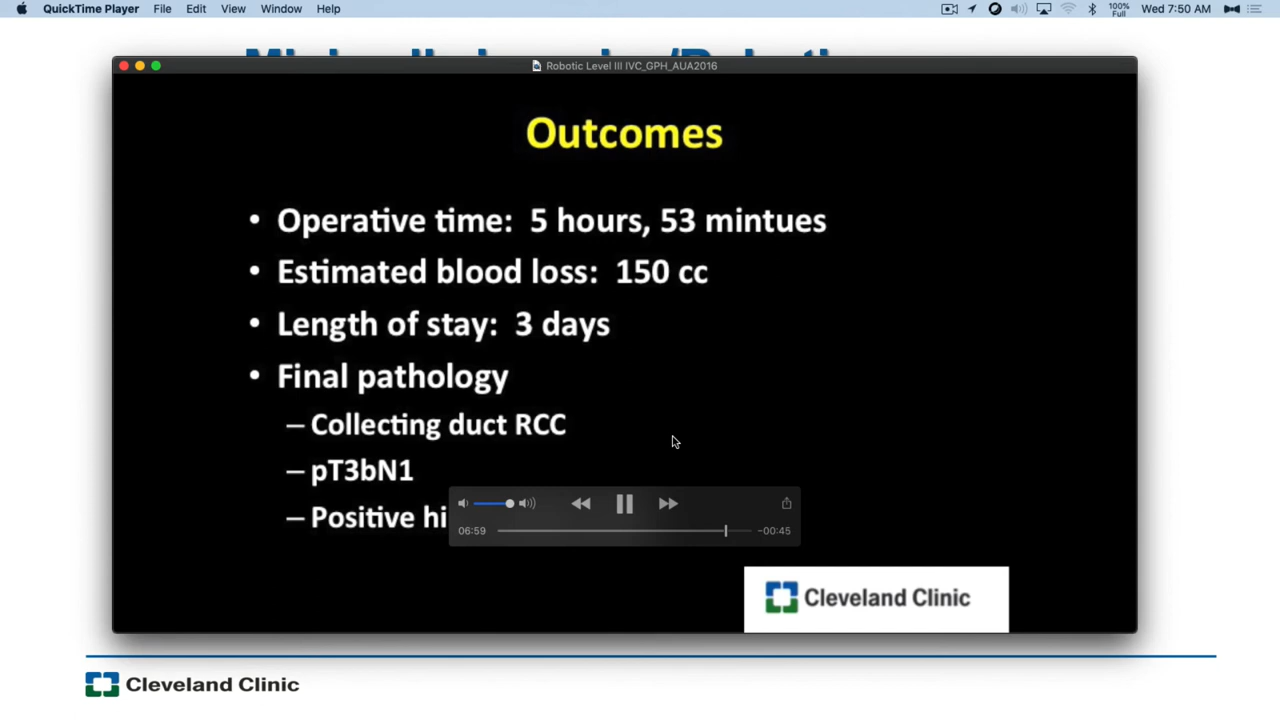 QuickTime Player File Edit View Window Help 100% Full Wed 7:50 AM
Robotic Level III IVC_GPH_AUA2016
Outcomes
• Operative time: 5 hours, 53 mintues
• Estimated blood loss: 150 cc
• Length of stay: 3 days
• Final pathology
– Collecting duct RCC
– pT3bN1
– Positive
06:59 -00:45
Cleveland Clinic
Cleveland Clinic